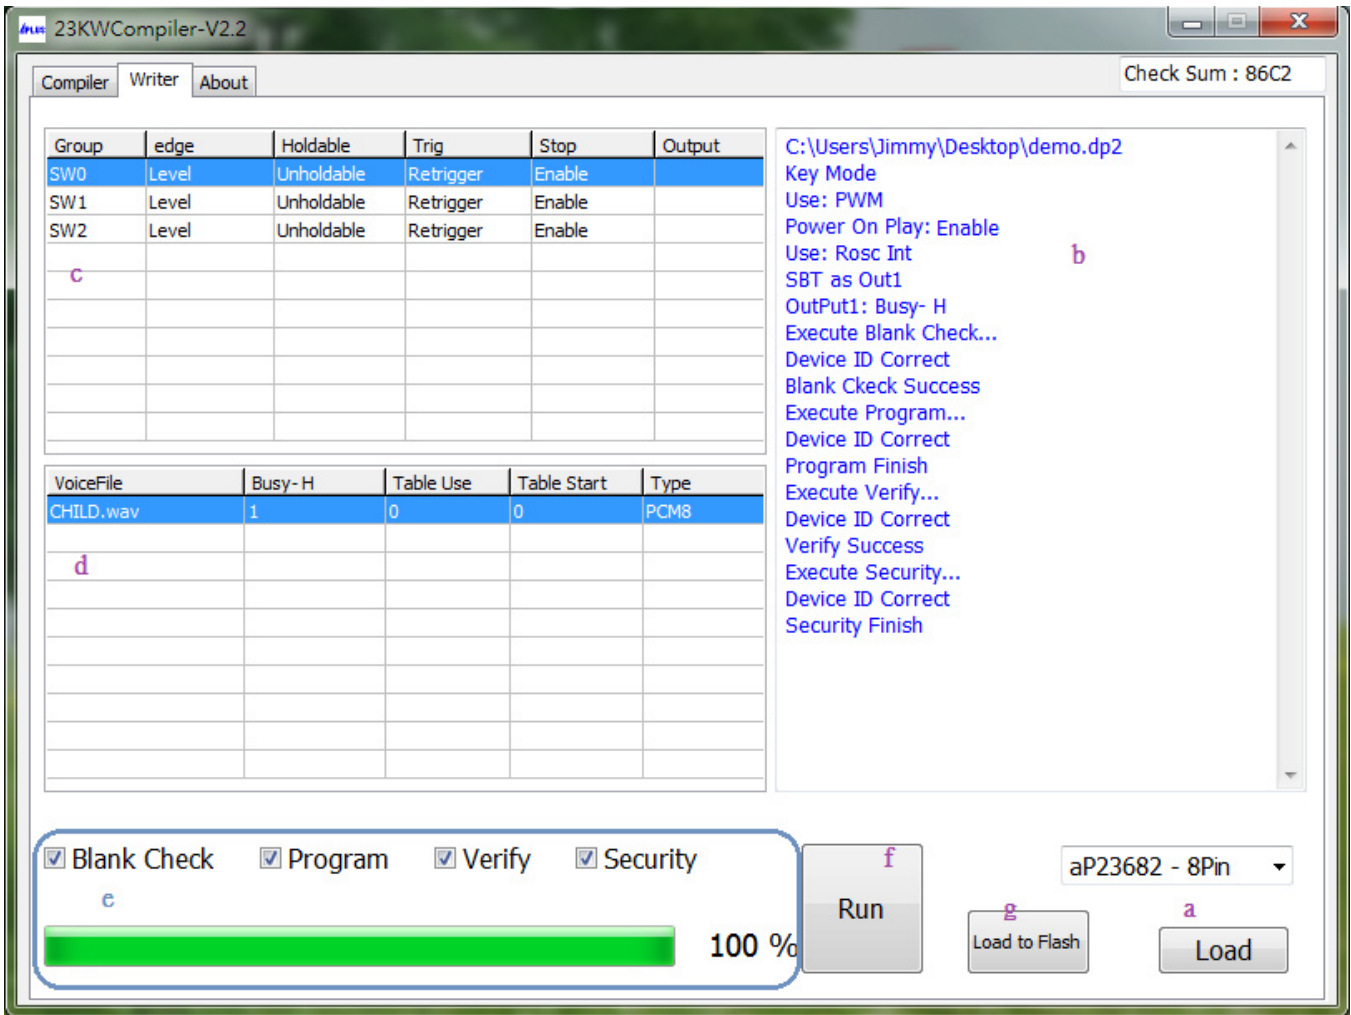 aPLUS 23KWCompiler-V2.2
Compiler Writer About
Check Sum : 86C2
Group edge Holdable Trig Stop Output
SW0 Level Unholdable Retrigger Enable
SW1 Level Unholdable Retrigger Enable
SW2 Level Unholdable Retrigger Enable
c
VoiceFile Busy- H Table Use Table Start Type
CHILD.wav 1 0 0 PCM8
d
C:\Users\Jimmy\Desktop\demo.dp2
Key Mode
Use: PWM
Power On Play: Enable
Use: Rosc Int
b
SBT as Out1
OutPut1: Busy- H
Execute Blank Check...
Device ID Correct
Blank Ckeck Success
Execute Program...
Device ID Correct
Program Finish
Execute Verify...
Device ID Correct
Verify Success
Execute Security...
Device ID Correct
Security Finish
Blank Check Program Verify Security
e
100 %
f
Run
aP23682 - 8Pin
g
Load to Flash
a
Load